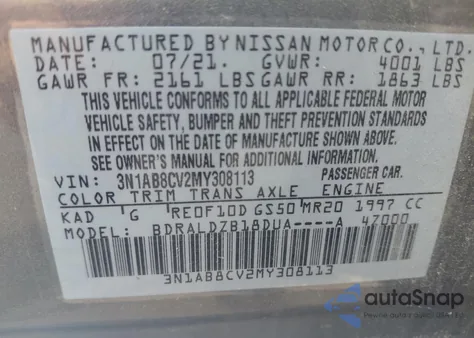 MANUFACTURED BY NISSAN MOTOR CO., LTD.
DATE: 07/21. GVWR: 4001 LBS
GAWR FR: 2161 LBS GAWR RR: 1863 LBS
THIS VEHICLE CONFORMS TO ALL APPLICABLE FEDERAL MOTOR
VEHICLE SAFETY, BUMPER AND THEFT PREVENTION STANDARDS
IN EFFECT ON THE DATE OF MANUFACTURE SHOWN ABOVE.
SEE OWNER'S MANUAL FOR ADDITIONAL INFORMATION.
VIN: 3N1AB8CV2MY308113 PASSENGER CAR.
COLOR TRIM TRANS AXLE ENGINE
KAD G RE0F10D GS50 MR20 1997 CC
MODEL: BDRALDZB18DUA----A 47000
3N1AB8CV2MY308113
autoSnap